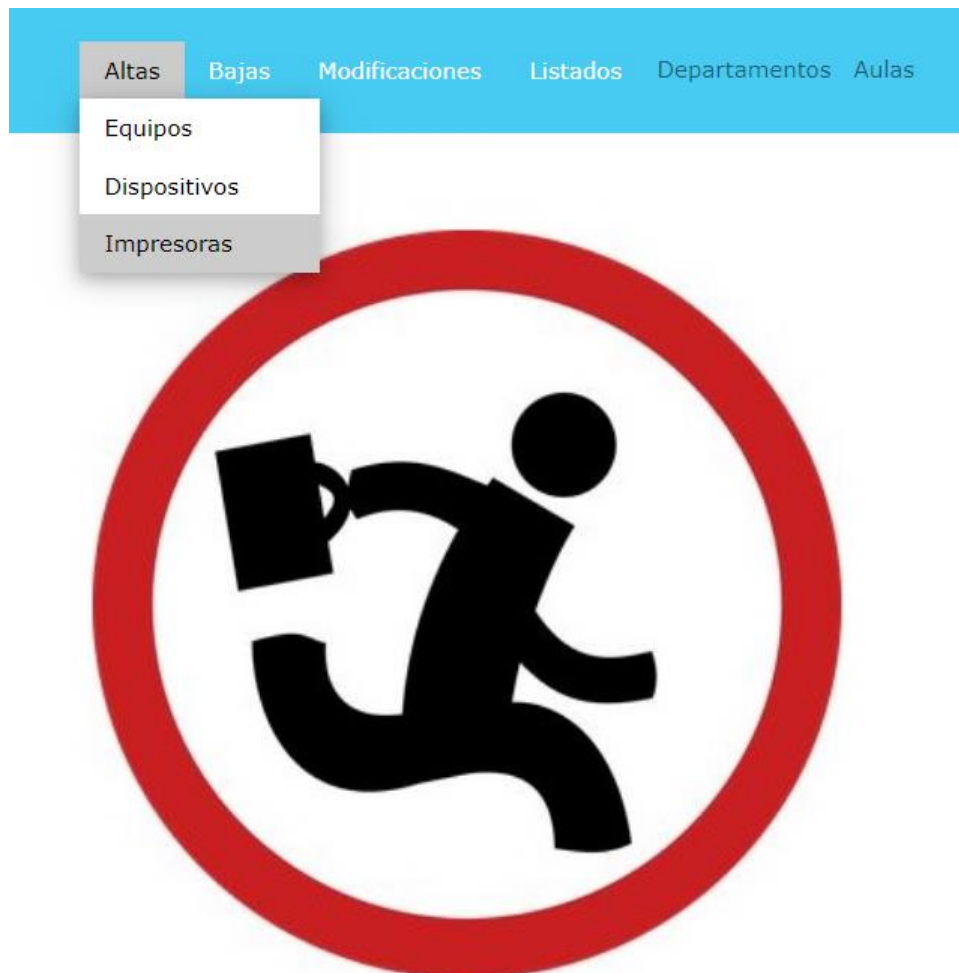 Altas Bajas Modificaciones Listados Departamentos Aulas
Equipos
Dispositivos
Impresoras